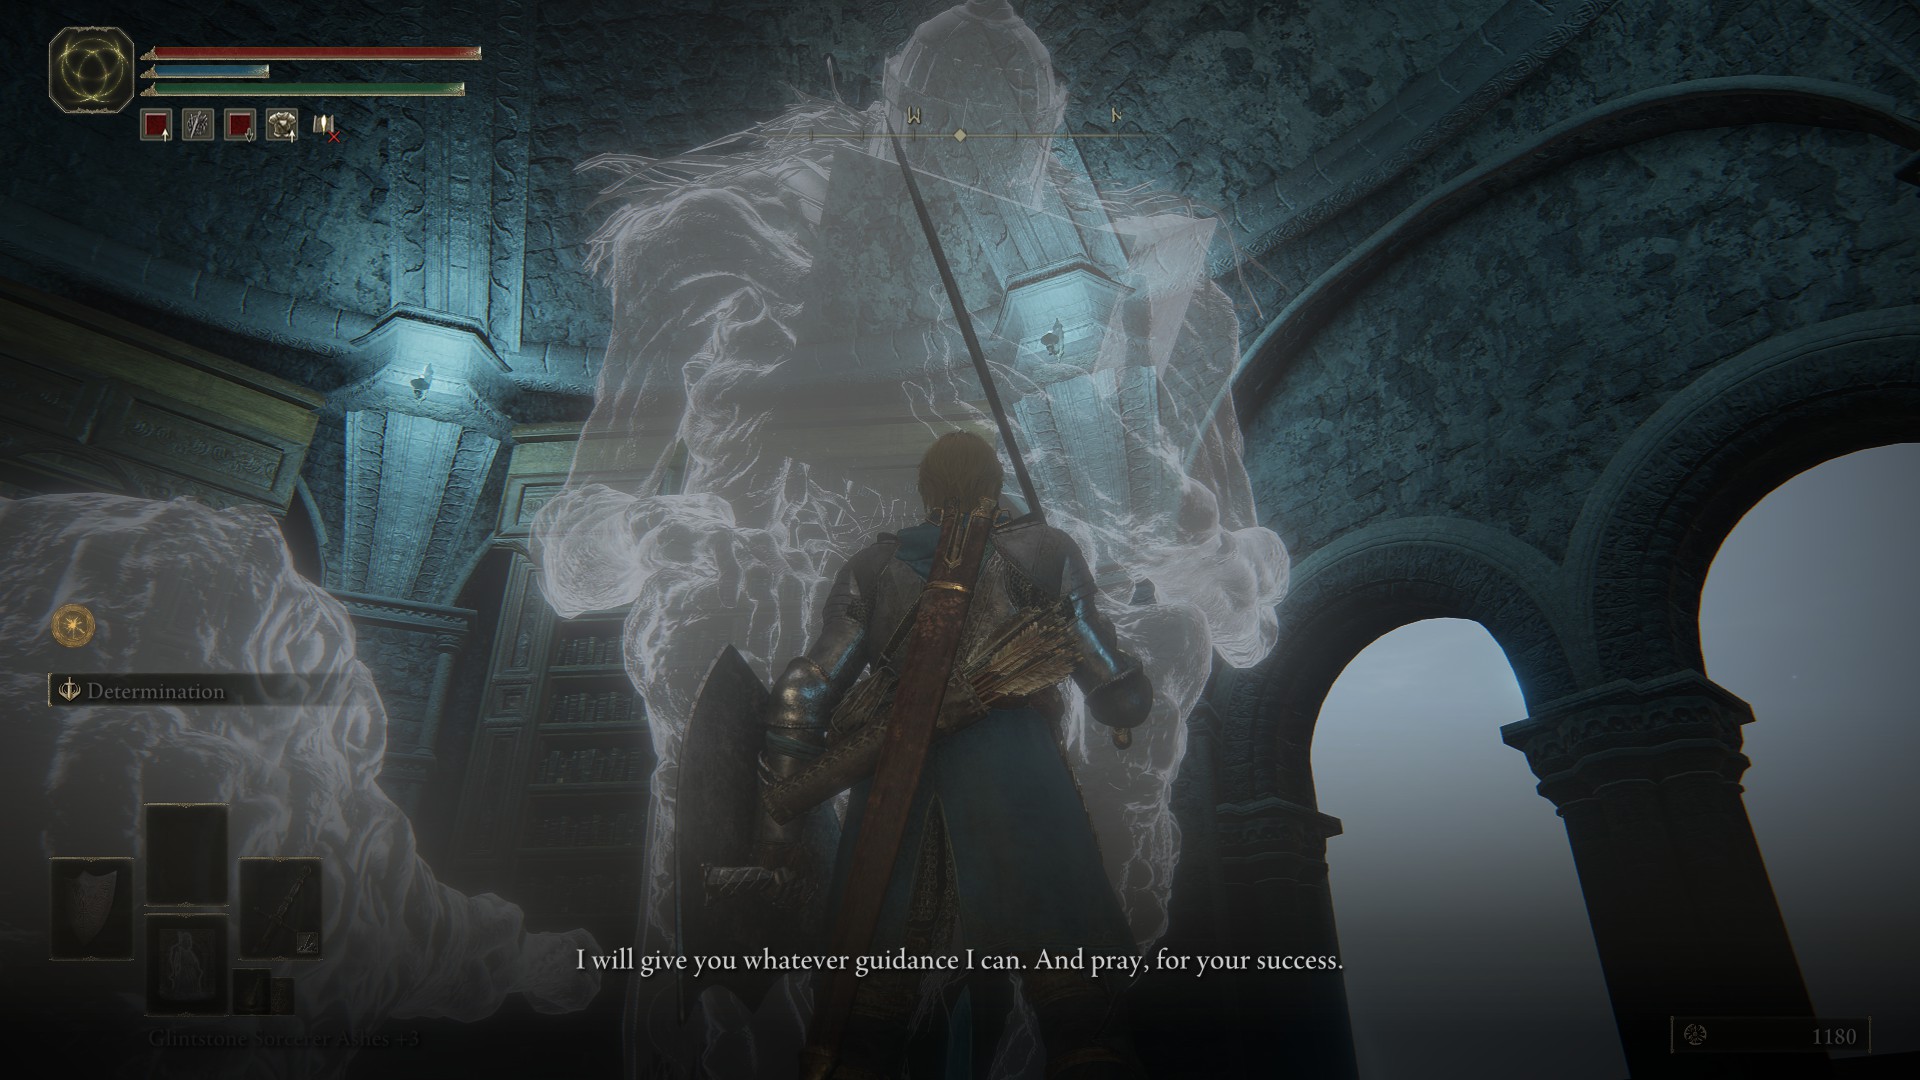 W
N
Determination
I will give you whatever guidance I can. And pray, for your success.
Glintstone Sorcerer Ashes +3
1180